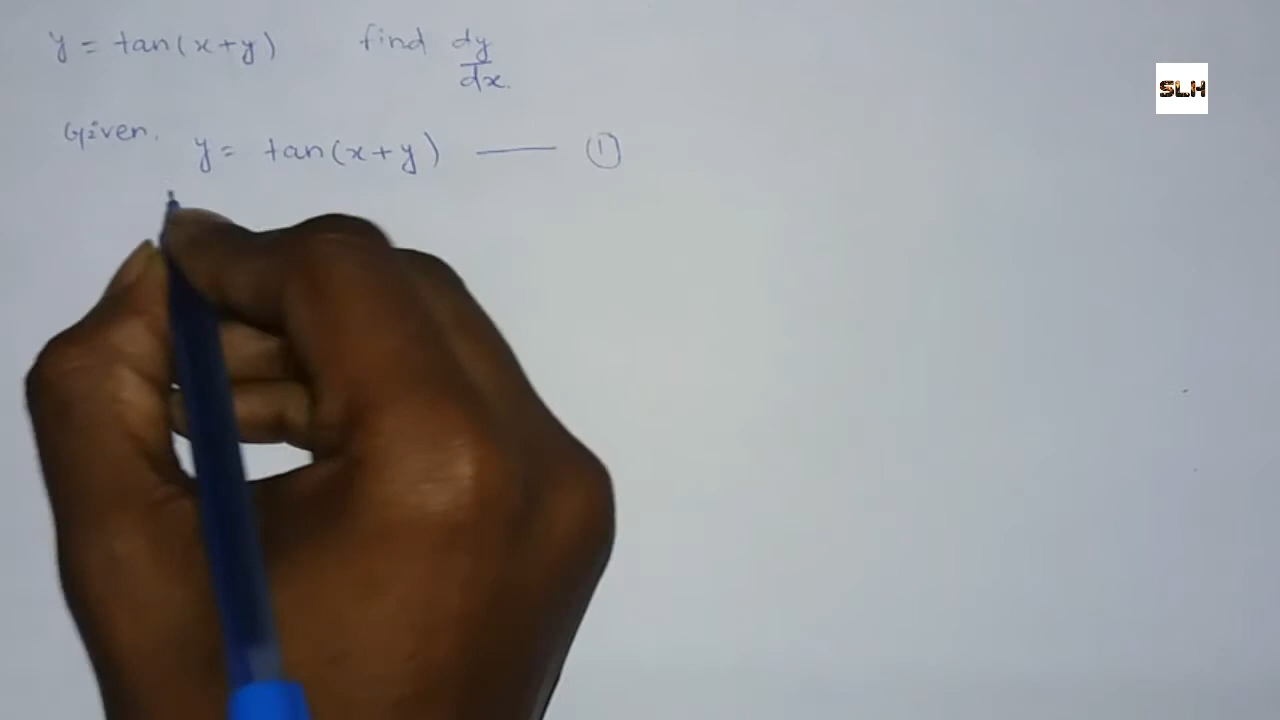 y = tan(x+y) find dy/dx.
Given,
y = tan(x+y) —— ①
SLH